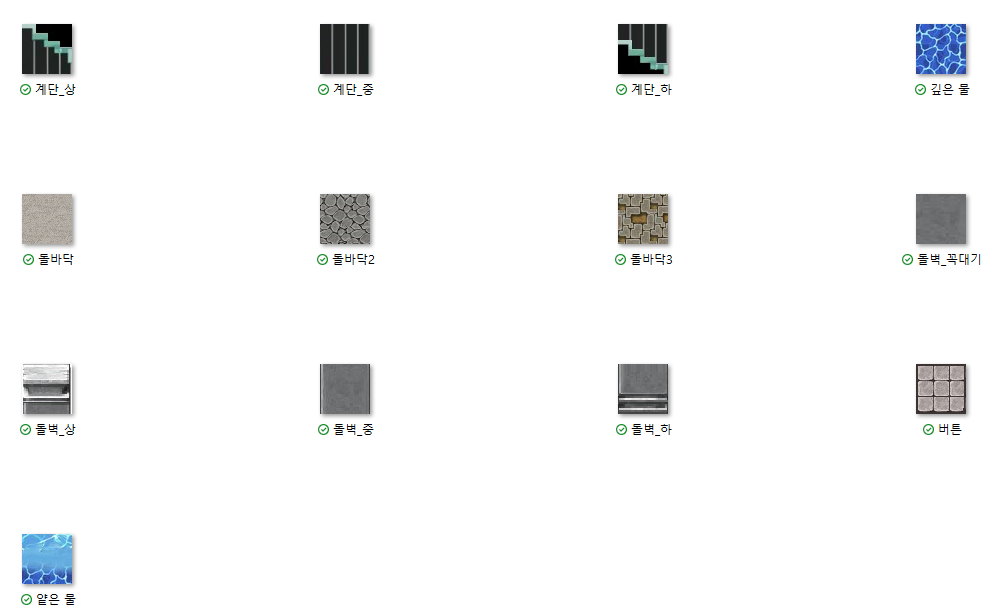 계단_상
계단_중
계단_하
깊은 물
돌바닥
돌바닥2
돌바닥3
돌벽_꼭대기
돌벽_상
돌벽_중
돌벽_하
버튼
얕은 물